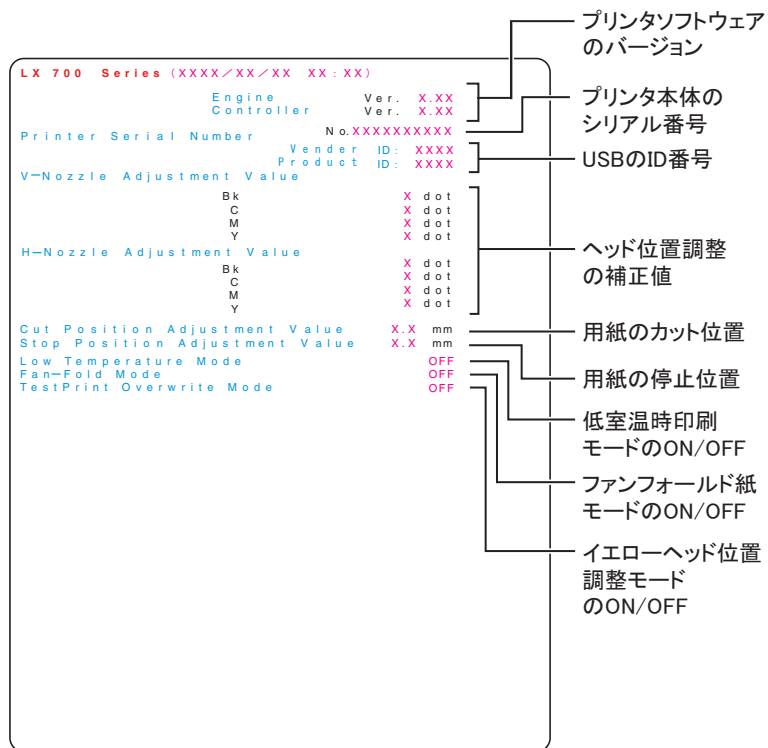 LX 700 Series (XXXX/XX/XX XX:XX)
Engine Ver. X.XX
Controller Ver. X.XX
Printer Serial Number No.XXXXXXXXXX
Vender ID: XXXX
Product ID: XXXX
V-Nozzle Adjustment Value
Bk X dot
C X dot
M X dot
Y X dot
H-Nozzle Adjustment Value
Bk X dot
C X dot
M X dot
Y X dot
Cut Position Adjustment Value X.X mm
Stop Position Adjustment Value X.X mm
Low Temperature Mode OFF
Fan-Fold Mode OFF
TestPrint Overwrite Mode OFF
プリンタソフトウェア
のバージョン
プリンタ本体の
シリアル番号
USBのID番号
ヘッド位置調整
の補正値
用紙のカット位置
用紙の停止位置
低室温時印刷
モードのON/OFF
ファンフォールド紙
モードのON/OFF
イエローヘッド位置
調整モード
のON/OFF